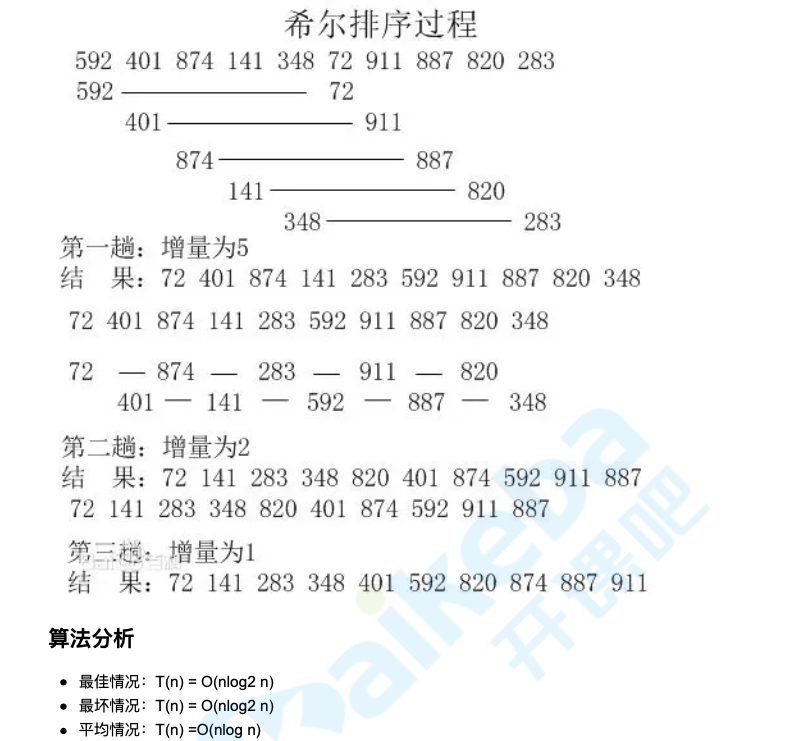 希尔排序过程
592 401 874 141 348 72 911 887 820 283
592 72
401 911
874 887
141 820
348 283
第一趟：增量为5
结 果：72 401 874 141 283 592 911 887 820 348
72 401 874 141 283 592 911 887 820 348
72 — 874 — 283 — 911 — 820
401 — 141 — 592 — 887 — 348
第二趟：增量为2
结 果：72 141 283 348 820 401 874 592 911 887
72 141 283 348 820 401 874 592 911 887
第三趟：增量为1
结 果：72 141 283 348 401 592 820 874 887 911
算法分析
最佳情况：T(n) = O(nlog2 n)
最坏情况：T(n) = O(nlog2 n)
平均情况：T(n) =O(nlog n)
aikeba
开课吧